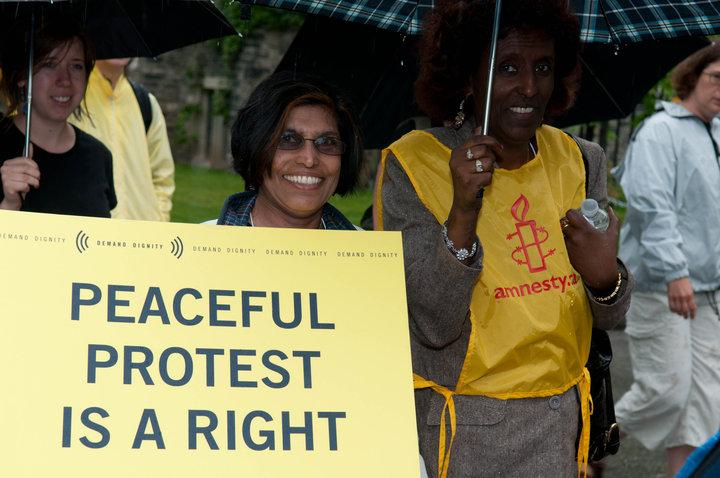 DEMAND DIGNITY DEMAND DIGNITY DEMAND DIGNITY DEMAND DIGNITY DEMAND DIGNITY
PEACEFUL
PROTEST
IS A RIGHT
amnesty.